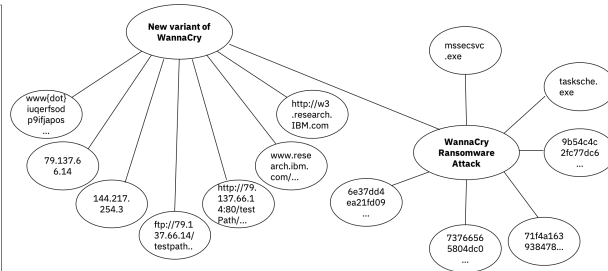 New variant of
WannaCry
www{dot}
iuqerfsod
p9ifjapos
...
79.137.6
6.14
144.217.
254.3
ftp://79.1
37.66.14/
testpath..
http://79.
137.66.1
4:80/test
Path/...
www.rese
arch.ibm.
com/...
http://w3
.research.
IBM.com
mssecsvc
.exe
tasksche.
exe
WannaCry
Ransomware
Attack
9b54c4c
2fc77dc6
...
6e37dd4
ea21fd09
...
7376656
5804dc0
...
71f4a163
938478...